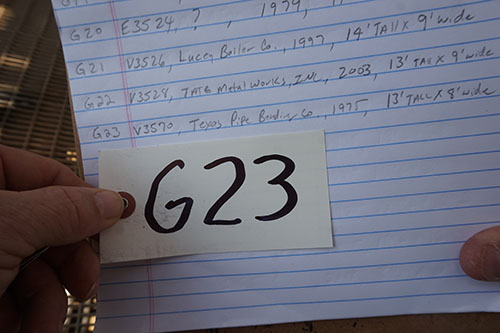 G20 E3524, ?, 1979,
G21 V3526, Lucey Boiler Co., 1997, 14' TAll X 9' wide
G22 V3528, TATG Metal Works, INC, 2003, 13' TAll X 9' wide
G23 V3570, Texas Pipe Bending Co, 1975, 13' TALL X 8' wide
G23